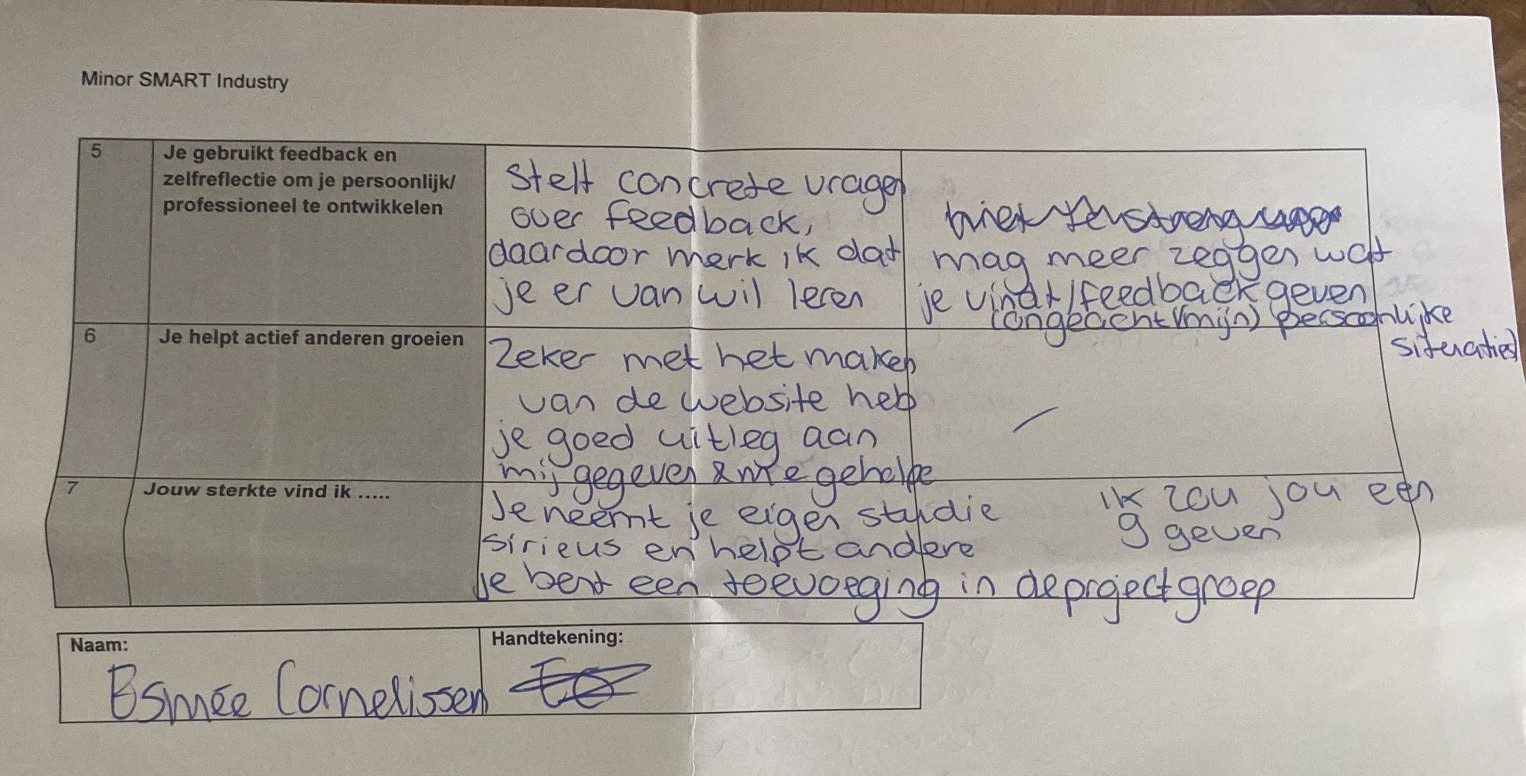 Minor SMART Industry
5
Je gebruikt feedback en
zelfreflectie om je persoonlijk/
professioneel te ontwikkelen
Stelt concrete vragen
over feedback,
daardoor merk ik dat
je er van wil leren
mag meer zeggen wat
je vindt/feedback geven
(ongeacht (mijn) persoonlijke
situaties)
6
Je helpt actief anderen groeien
Zeker met het maken
van de website heb
je goed uitleg aan
mij gegeven & me geholpe
/
7
Jouw sterkte vind ik .....
Je neemt je eigen studie
sirieus en helpt andere
je bent een toevoeging in de projectgroep
ik zou jou een
9 geven
Naam:
Esmée Cornelissen
Handtekening: